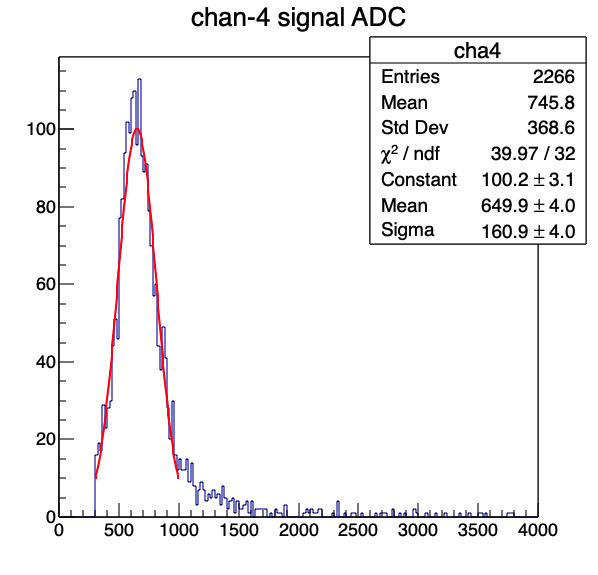 chan-4 signal ADC
cha4
Entries 2266
Mean 745.8
Std Dev 368.6
χ² / ndf 39.97 / 32
Constant 100.2 ± 3.1
Mean 649.9 ± 4.0
Sigma 160.9 ± 4.0
100
80
60
40
20
0
0 500 1000 1500 2000 2500 3000 3500 4000